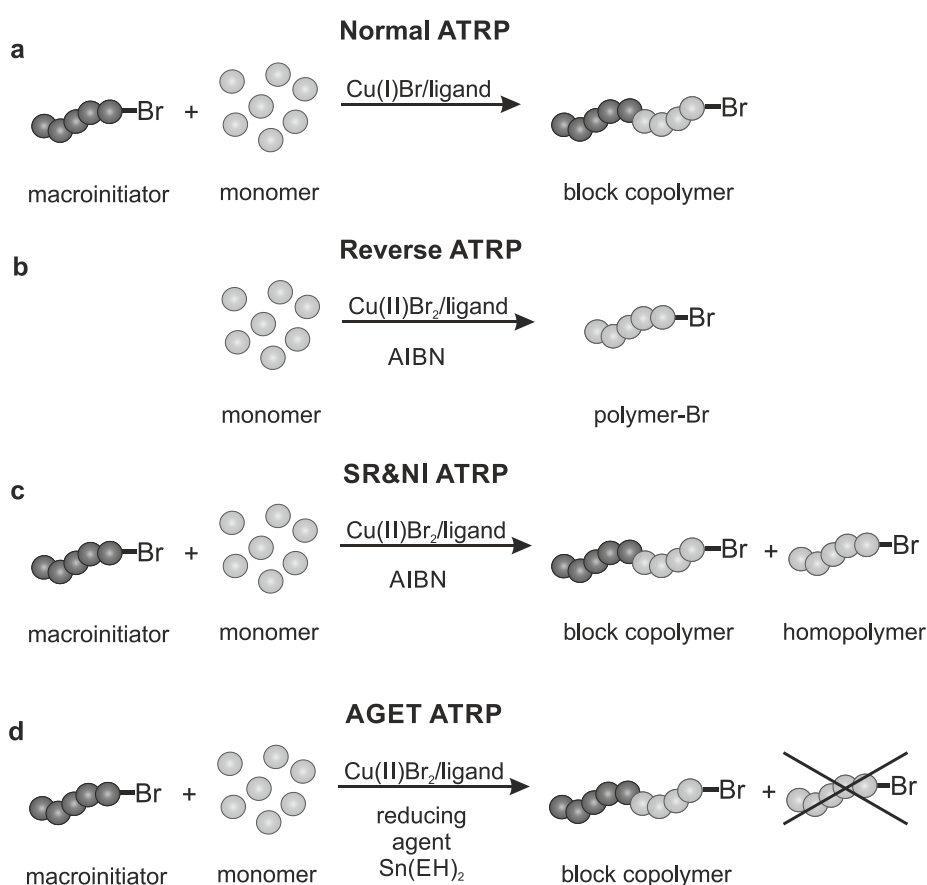 Normal ATRP
a
Br + Cu(I)Br/ligand Br
macroinitiator monomer block copolymer
Reverse ATRP
b
Cu(II)Br₂/ligand Br
AIBN
monomer polymer-Br
SR&NI ATRP
c
Br + Cu(II)Br₂/ligand Br + Br
AIBN
macroinitiator monomer block copolymer homopolymer
AGET ATRP
d
Br + Cu(II)Br₂/ligand Br + Br
reducing
agent
Sn(EH)₂
macroinitiator monomer block copolymer